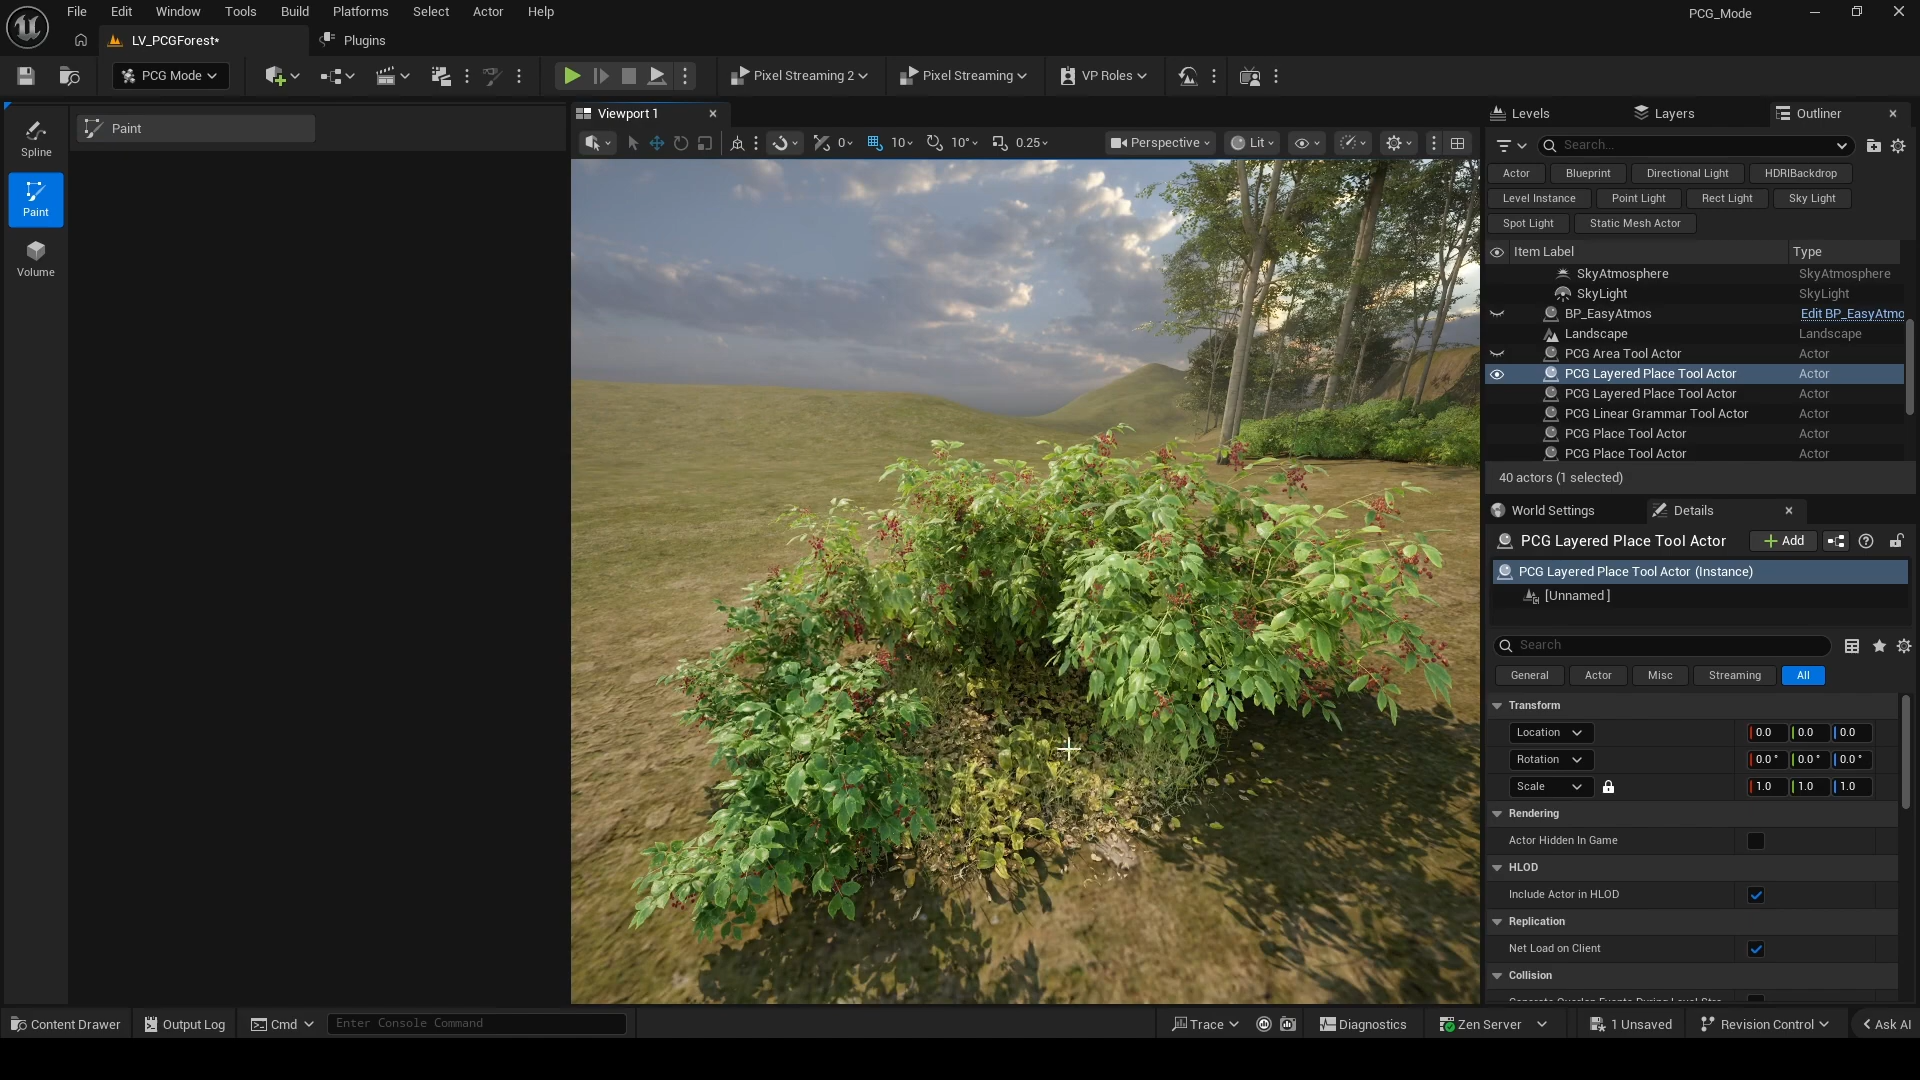 File Edit Window Tools Build Platforms Select Actor Help
PCG_Mode
LV_PCGForest*
Plugins
PCG Mode
Pixel Streaming 2
Pixel Streaming
VP Roles
Spline
Paint
Volume
Paint
Viewport 1
0
10
10°
0.25
Perspective
Lit
Levels
Layers
Outliner
Search...
Actor Blueprint Directional Light HDRIBackdrop
Level Instance Point Light Rect Light Sky Light
Spot Light Static Mesh Actor
Item Label Type
SkyAtmosphere SkyAtmosphere
SkyLight SkyLight
BP_EasyAtmos Edit BP_EasyAtmo
Landscape Landscape
PCG Area Tool Actor Actor
PCG Layered Place Tool Actor Actor
PCG Layered Place Tool Actor Actor
PCG Linear Grammar Tool Actor Actor
PCG Place Tool Actor Actor
PCG Place Tool Actor Actor
40 actors (1 selected)
World Settings
Details
PCG Layered Place Tool Actor
Add
PCG Layered Place Tool Actor (Instance)
[Unnamed ]
Search
General Actor Misc Streaming All
Transform
Location 0.0 0.0 0.0
Rotation 0.0 ° 0.0 ° 0.0 °
Scale 1.0 1.0 1.0
Rendering
Actor Hidden In Game
HLOD
Include Actor in HLOD
Replication
Net Load on Client
Collision
Content Drawer
Output Log
Cmd
Enter Console Command
Trace
Diagnostics
Zen Server
1 Unsaved
Revision Control
Ask AI